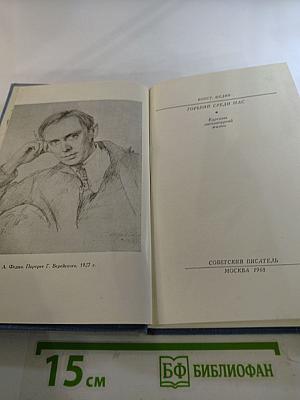 А. Федин. Портрет Г. Верейского, 1927 г.
КОНСТ. ФЕДИН
ГОРЬКИЙ СРЕДИ НАС
Картины
литературной
жизни
СОВЕТСКИЙ ПИСАТЕЛЬ
МОСКВА 1968
15 СМ
БФ БИБЛИОФАН